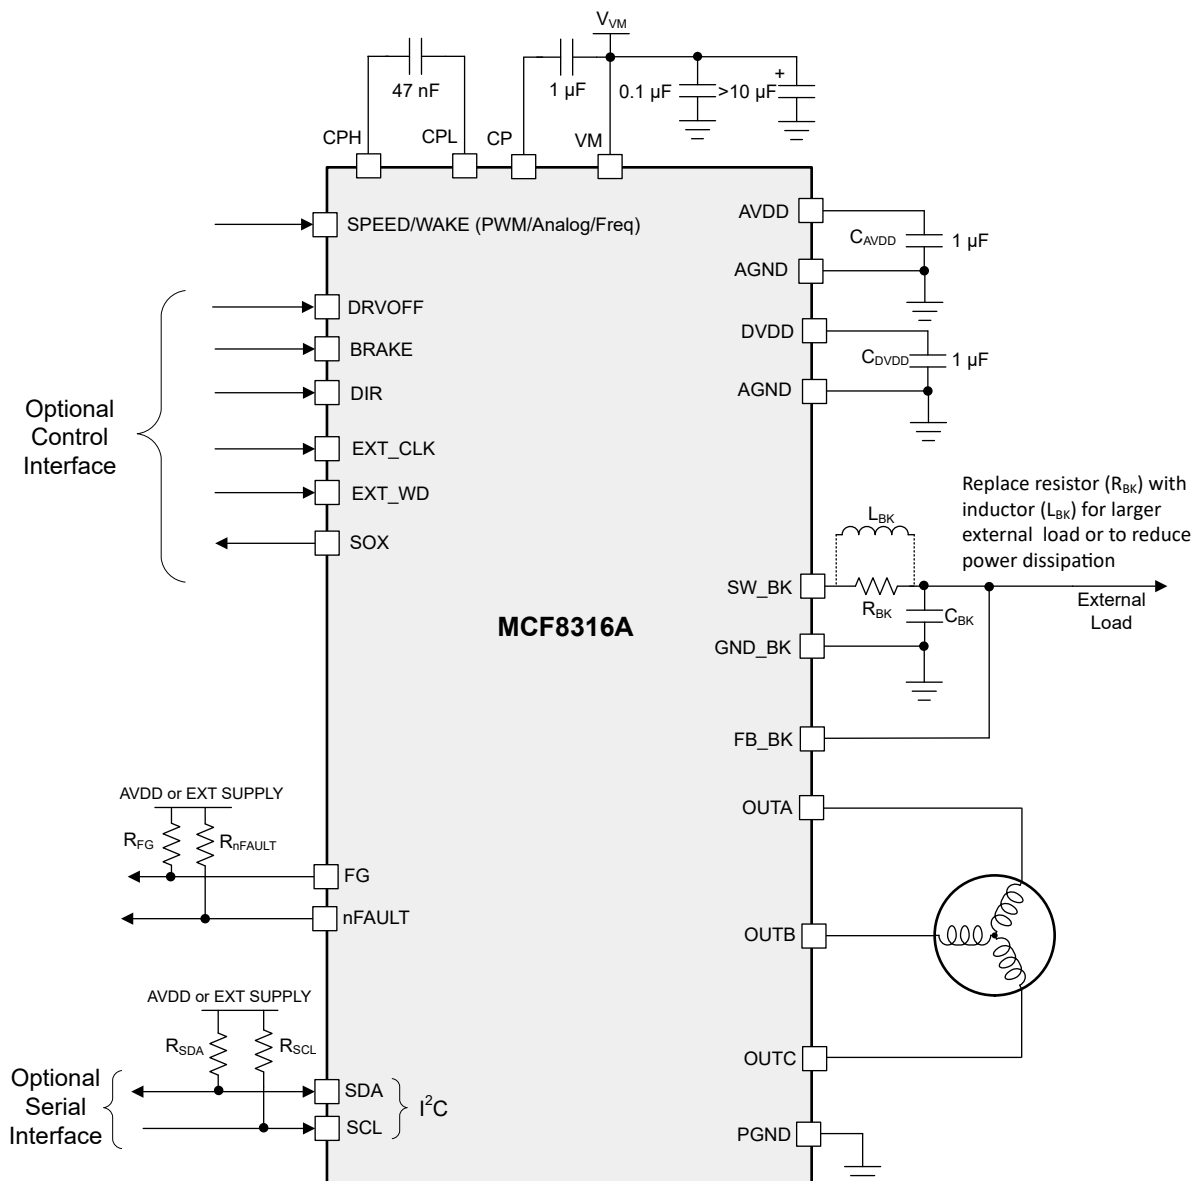 V_VM
47 nF
1 µF
0.1 µF
>10 µF
+
CPH
CPL
CP
VM
SPEED/WAKE (PWM/Analog/Freq)
AVDD
C_AVDD
1 µF
AGND
Optional
Control
Interface
DRVOFF
BRAKE
DIR
EXT_CLK
EXT_WD
SOX
DVDD
C_DVDD
1 µF
AGND
Replace resistor (R_BK) with
inductor (L_BK) for larger
external load or to reduce
power dissipation
L_BK
SW_BK
R_BK
C_BK
External
Load
MCF8316A
GND_BK
FB_BK
AVDD or EXT SUPPLY
R_FG
R_nFAULT
FG
nFAULT
OUTA
OUTB
OUTC
AVDD or EXT SUPPLY
R_SDA
R_SCL
Optional
Serial
Interface
SDA
SCL
I²C
PGND